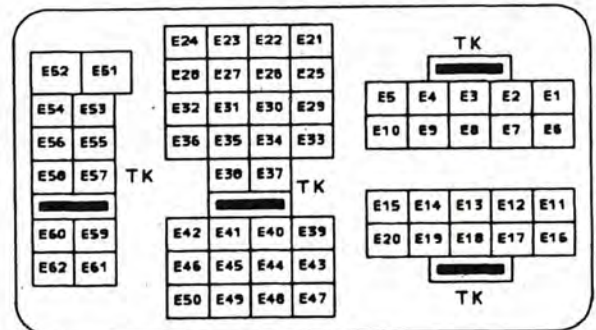 E52 E51
E54 E53
E56 E55
E58 E57
TK
E60 E59
E62 E61
E24 E23 E22 E21
E28 E27 E26 E25
E32 E31 E30 E29
E36 E35 E34 E33
E38 E37
TK
E42 E41 E40 E39
E46 E45 E44 E43
E50 E49 E48 E47
TK
E5 E4 E3 E2 E1
E10 E9 E8 E7 E6
E15 E14 E13 E12 E11
E20 E19 E18 E17 E16
TK